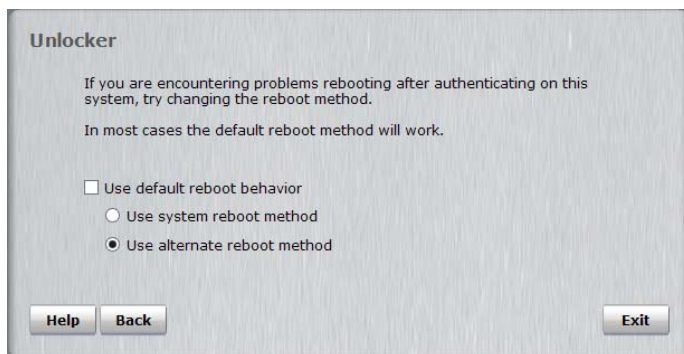 Unlocker
If you are encountering problems rebooting after authenticating on this
system, try changing the reboot method.
In most cases the default reboot method will work.
Use default reboot behavior
Use system reboot method
Use alternate reboot method
Help Back Exit